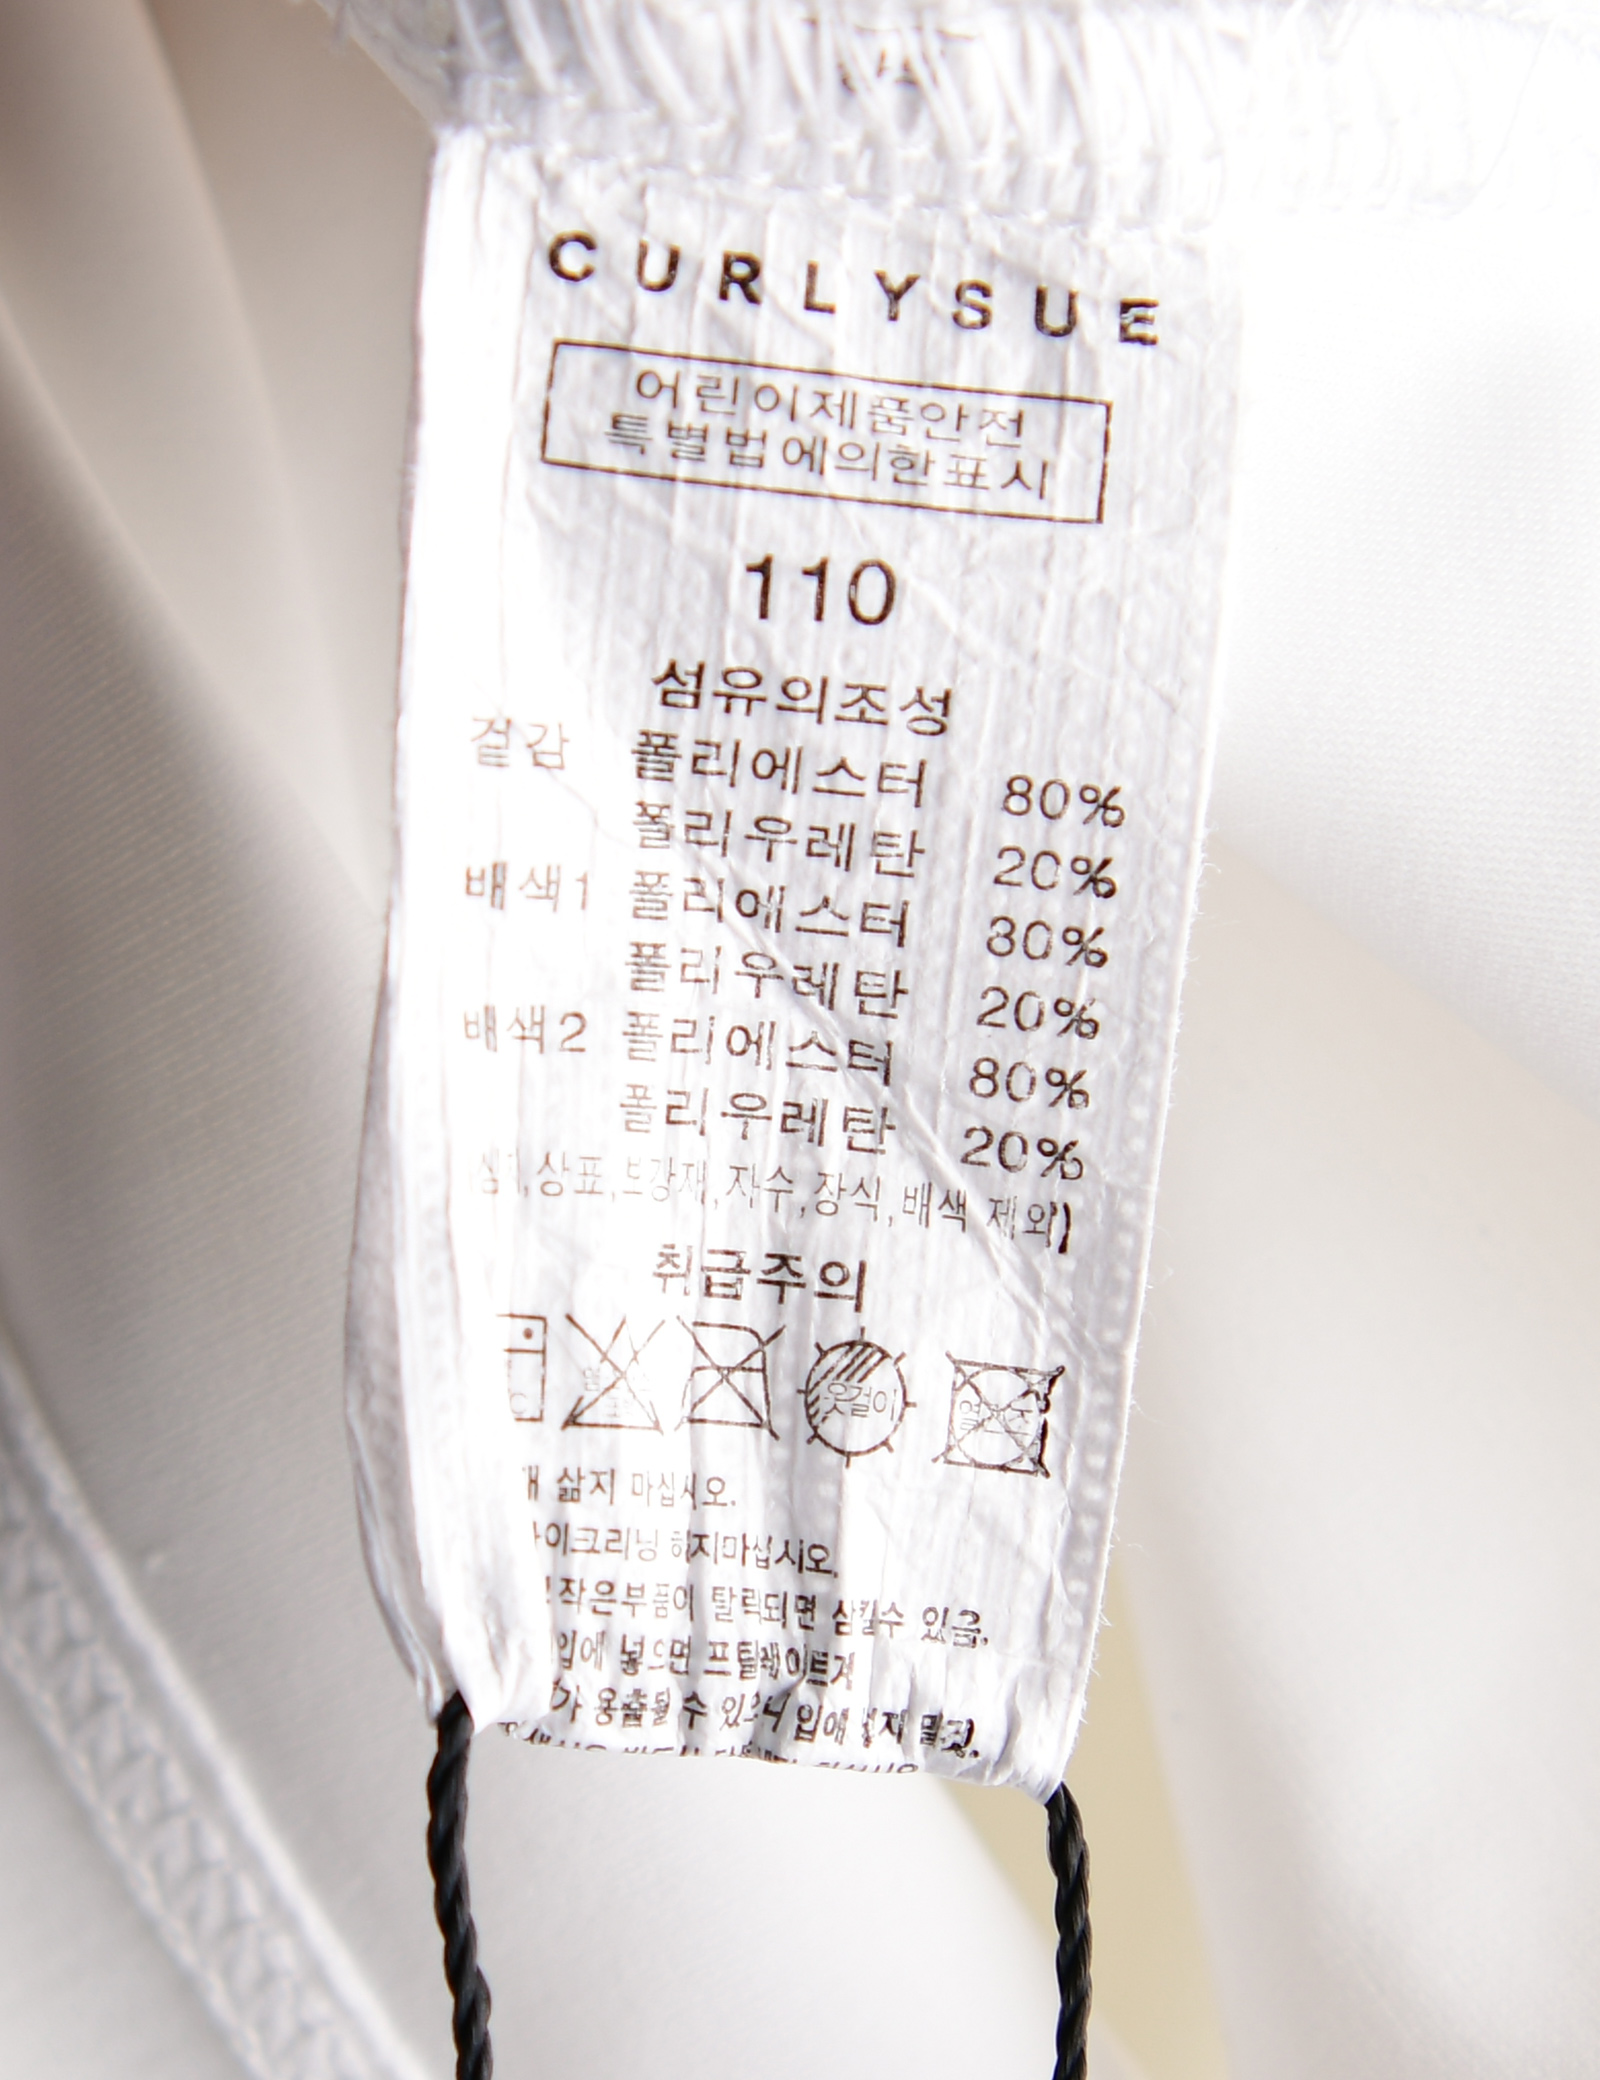 CURLYSUE
어린이제품안전
특별법에의한표시
110
섬유의조성
겉감 폴리에스터 80%
폴리우레탄 20%
배색1 폴리에스터 80%
폴리우레탄 20%
배색2 폴리에스터 80%
폴리우레탄 20%
상표,보강재,자수,장식,배색 제외)
취급주의
옷걸이
삶지 마십시오.
하지마십시오.
작은부품이 탈락되면 삼킬수 있음.
입에 넣으면 프탈레이트계
용출될 수 있으니 입에 넣지 말것.